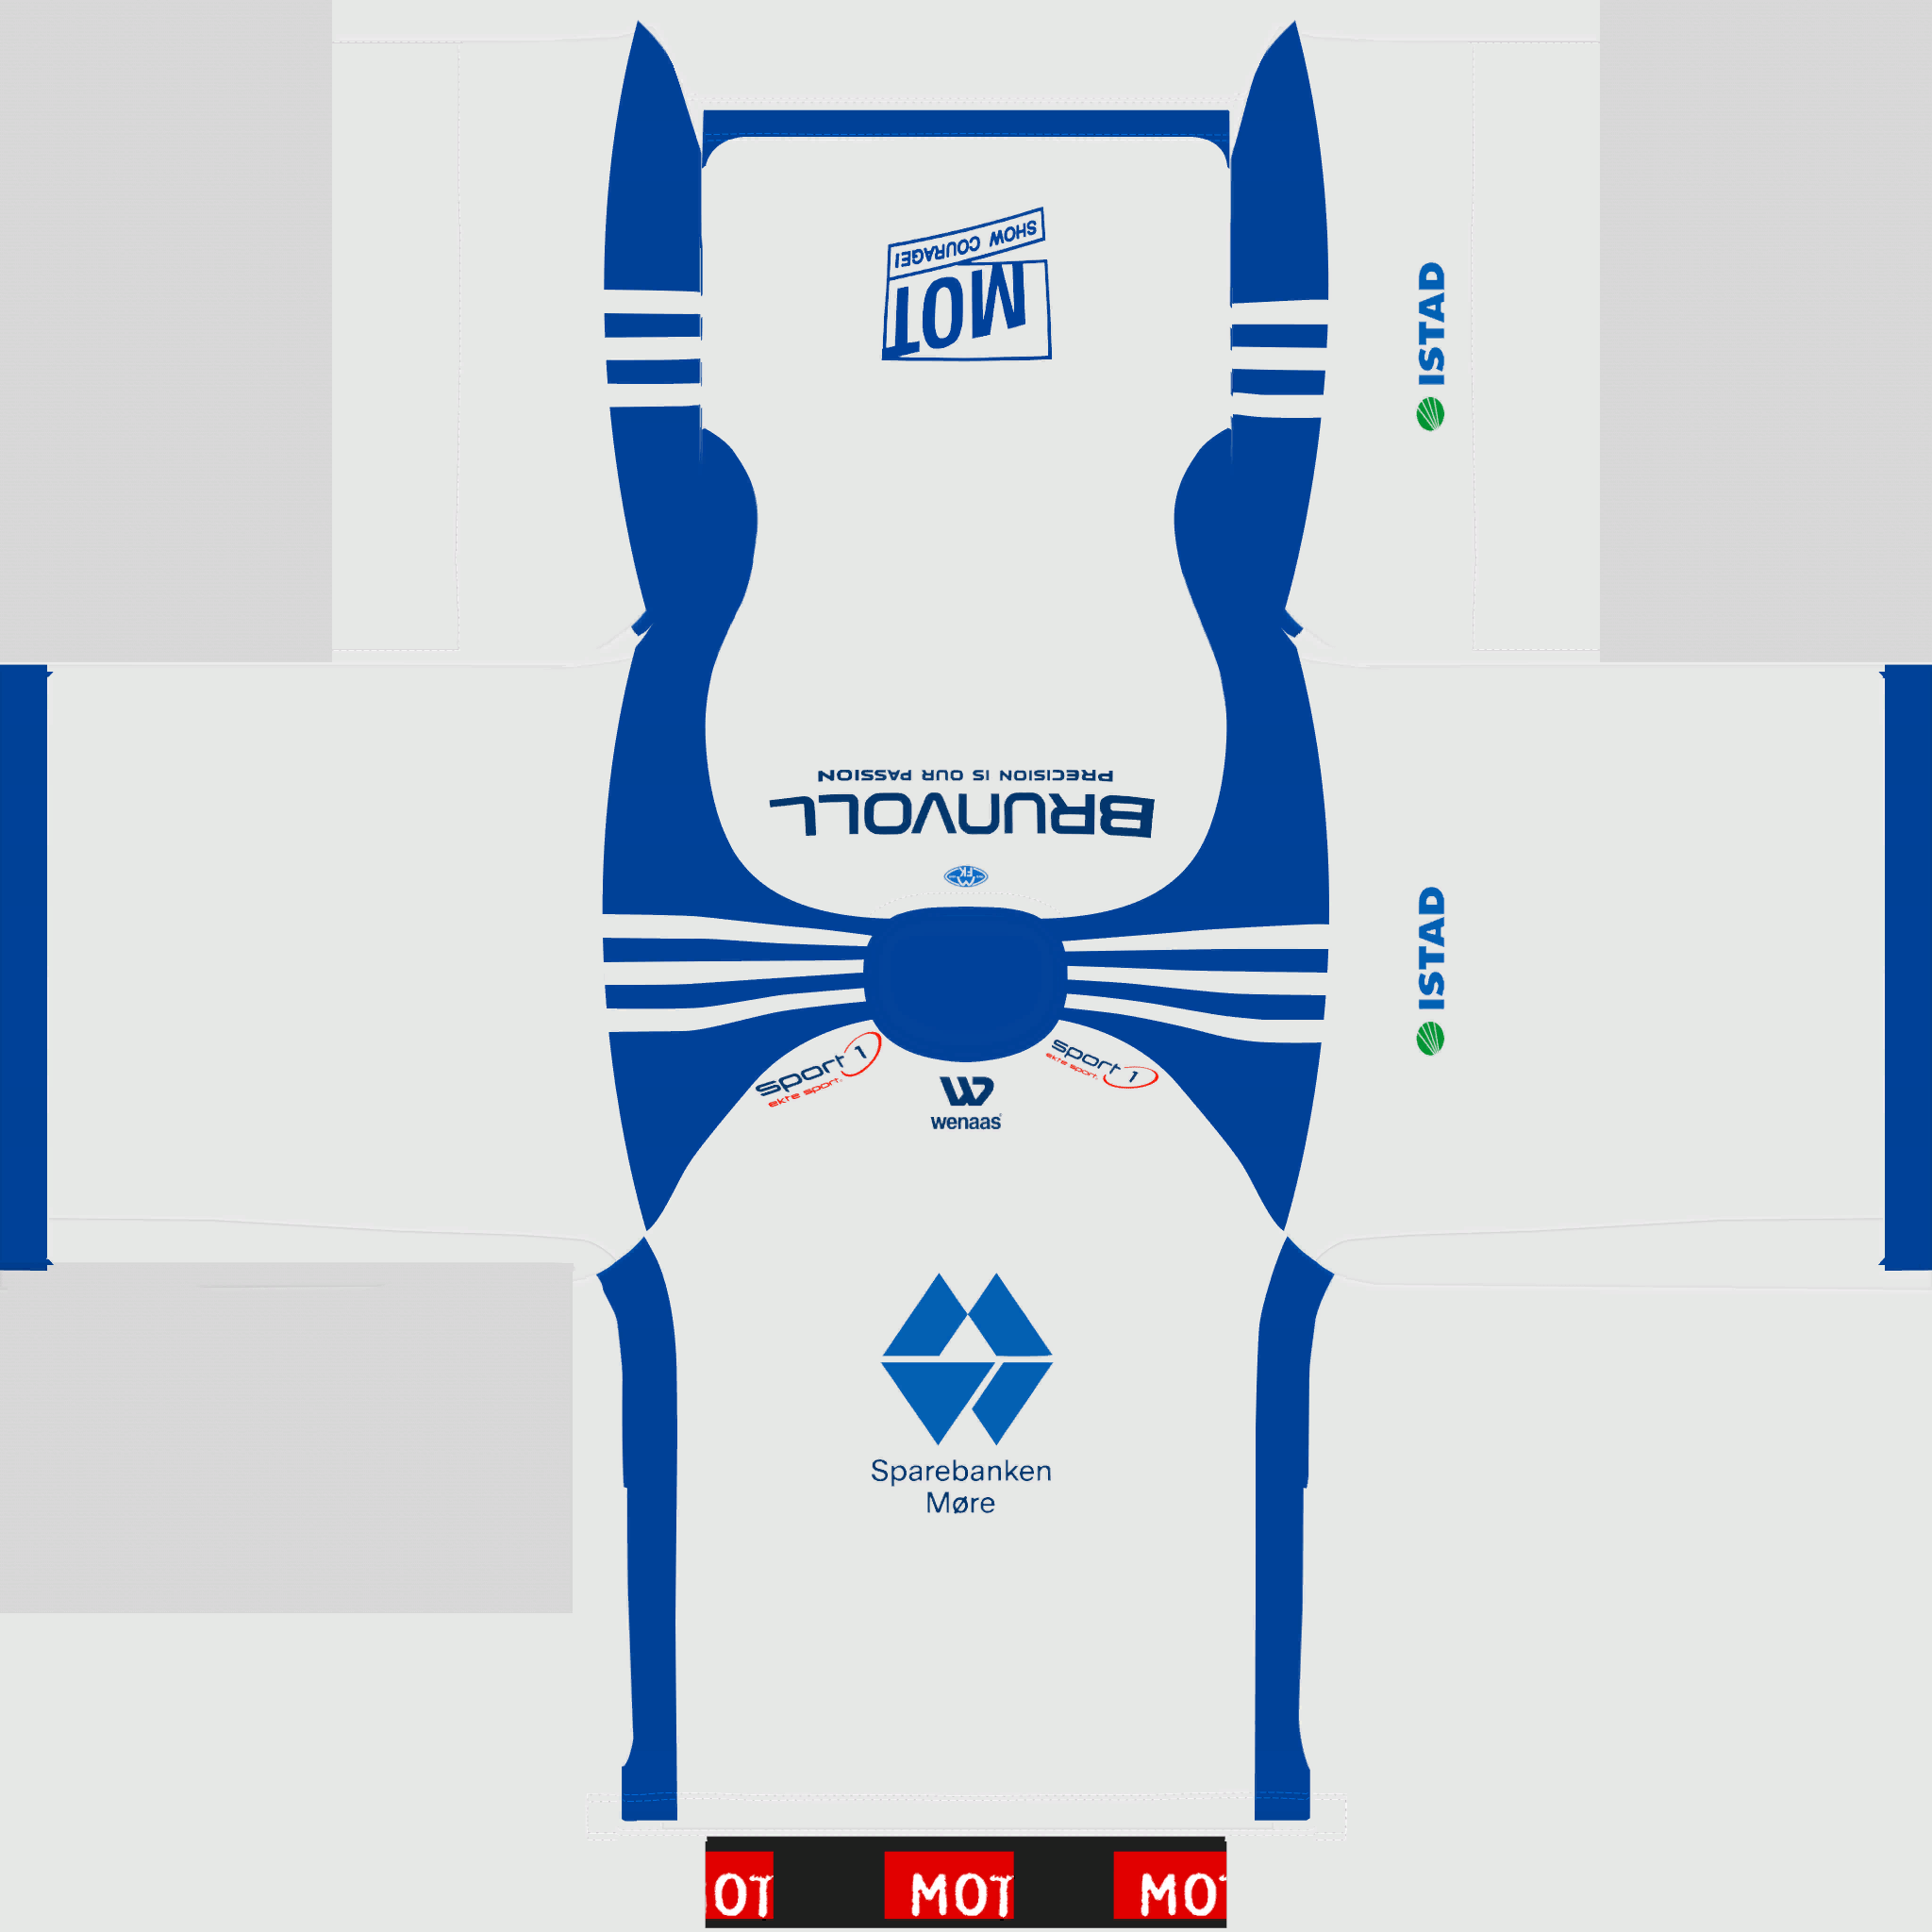 SHOW COURAGE!
MOT
ISTAD
PRECISION IS OUR PASSION
BRUNVOLL
FK
ISTAD
sport 1
ekte sport.
sport 1
ekte sport.
wenaas
Sparebanken
Møre
OT
MOT
MO